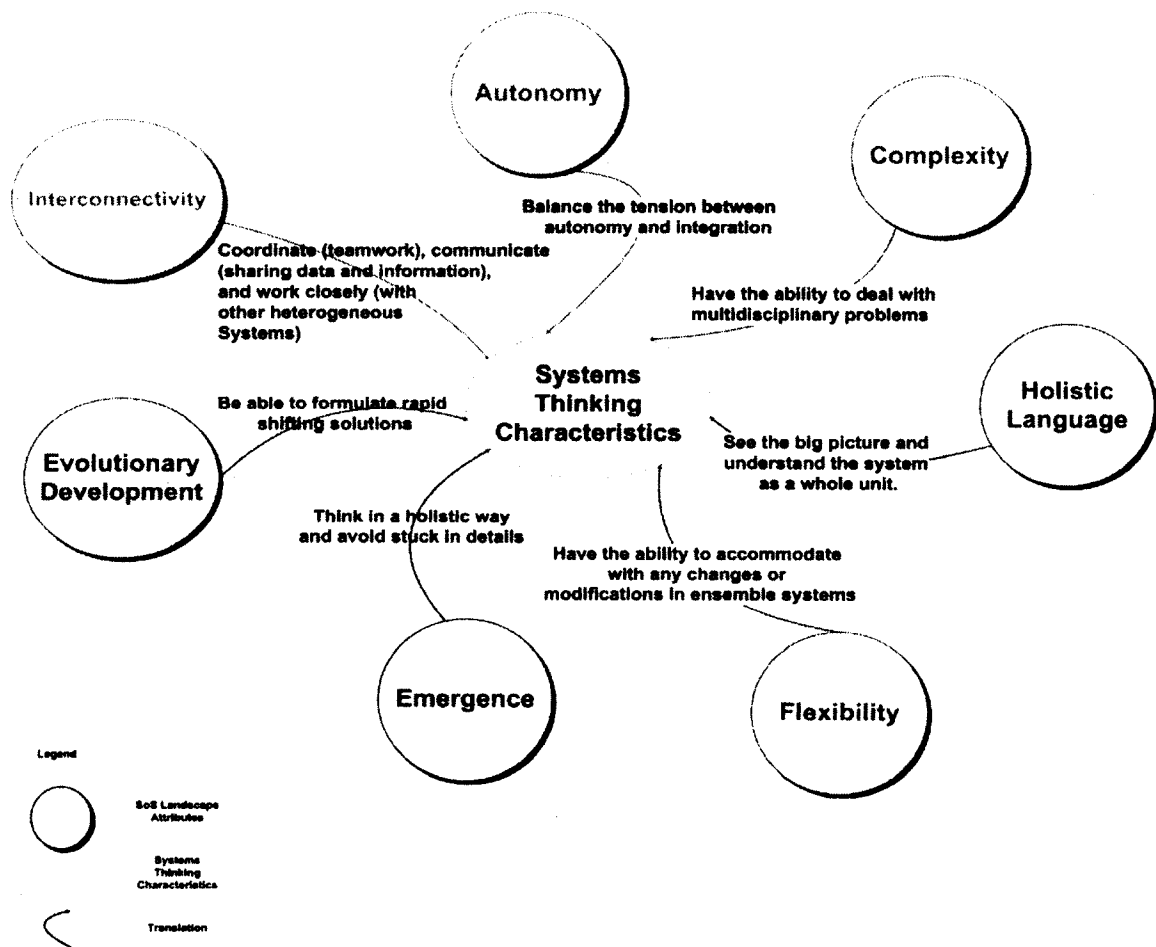 Autonomy
Complexity
Interconnectivity
Balance the tension between
autonomy and integration
Coordinate (teamwork), communicate
(sharing data and information),
and work closely (with
other heterogeneous
Systems)
Have the ability to deal with
multidisciplinary problems
Systems
Thinking
Characteristics
Holistic
Language
Be able to formulate rapid
shifting solutions
See the big picture and
understand the system
as a whole unit.
Evolutionary
Development
Think in a holistic way
and avoid stuck in details
Have the ability to accommodate
with any changes or
modifications in ensemble systems
Emergence
Flexibility
Legend
SoS Landscape
Attributes
Systems
Thinking
Characteristics
Translation